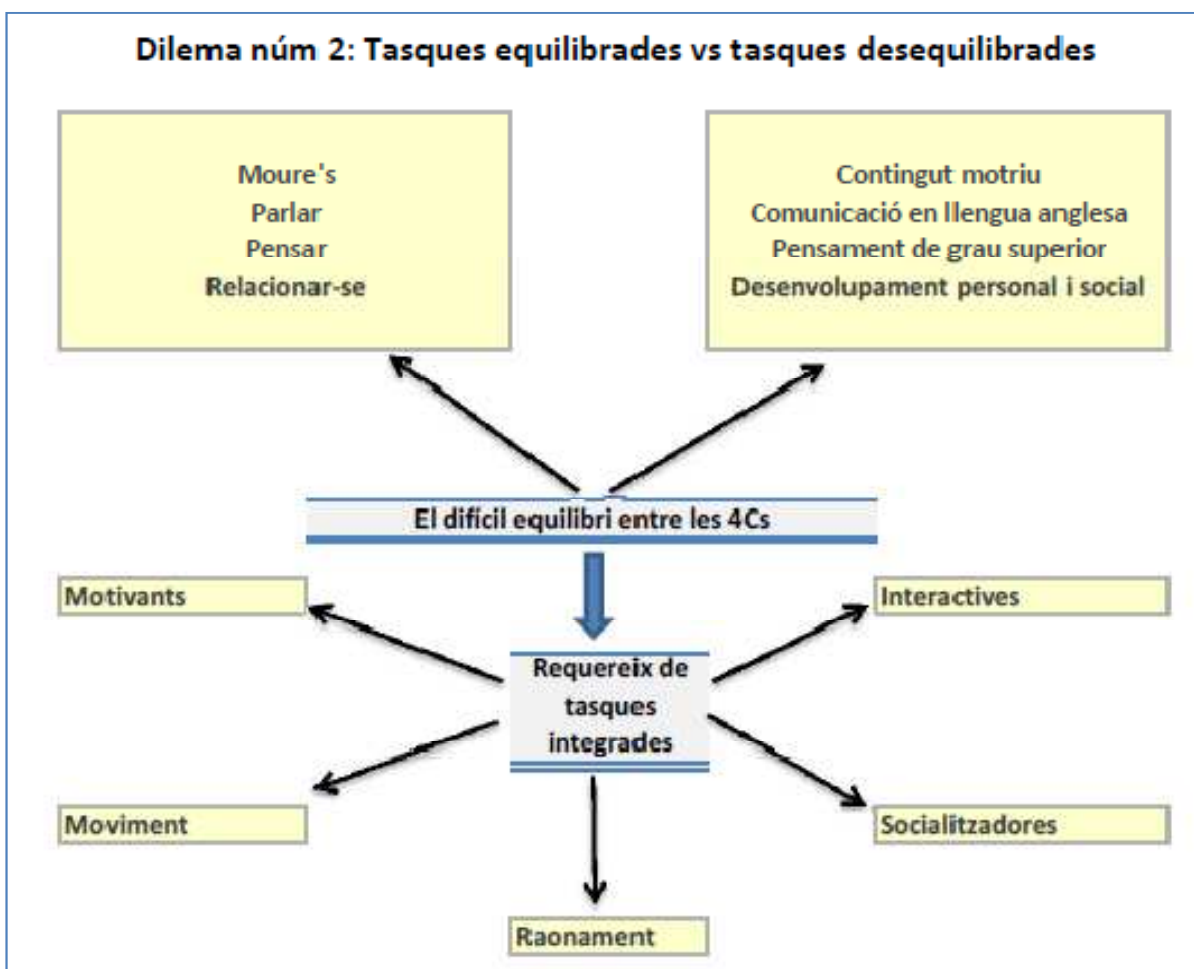 Dilema núm 2: Tasques equilibrades vs tasques desequilibrades
Moure's
Parlar
Pensar
Relacionar-se
Contingut motriu
Comunicació en llengua anglesa
Pensament de grau superior
Desenvolupament personal i social
El difícil equilibri entre les 4Cs
Motivants
Interactives
Requereix de
tasques
integrades
Moviment
Socialitzadores
Raonament